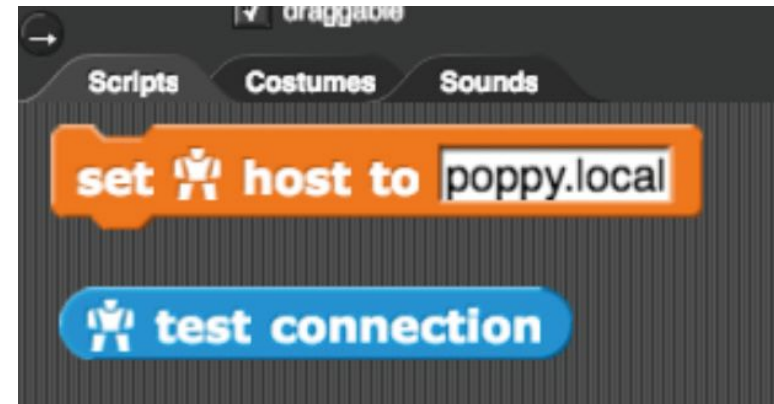 draggable
Scripts Costumes Sounds
set host to poppy.local
test connection